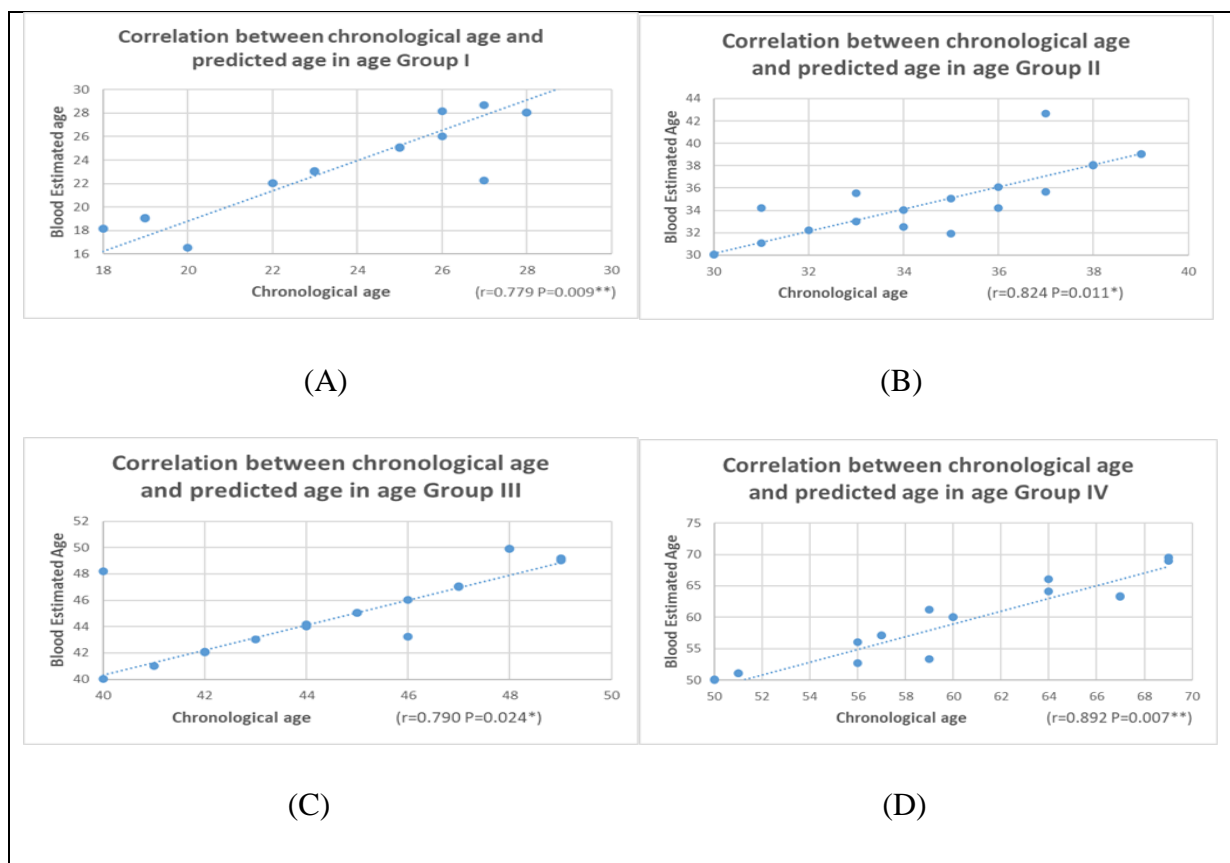 Correlation between chronological age and
predicted age in age Group I
Blood Estimated age
30
28
26
24
22
20
18
16
18 20 22 24 26 28 30
Chronological age (r=0.779 P=0.009**)
(A)
Correlation between chronological age
and predicted age in age Group II
Blood Estimated Age
44
42
40
38
36
34
32
30
30 32 34 36 38 40
Chronological age (r=0.824 P=0.011*)
(B)
Correlation between chronological age
and predicted age in age Group III
Blood Estimated Age
52
50
48
46
44
42
40
40 42 44 46 48 50
Chronological age (r=0.790 P=0.024*)
(C)
Correlation between chronological age
and predicted age in age Group IV
Blood Estimated Age
75
70
65
60
55
50
50 52 54 56 58 60 62 64 66 68 70
Chronological age (r=0.892 P=0.007**)
(D)